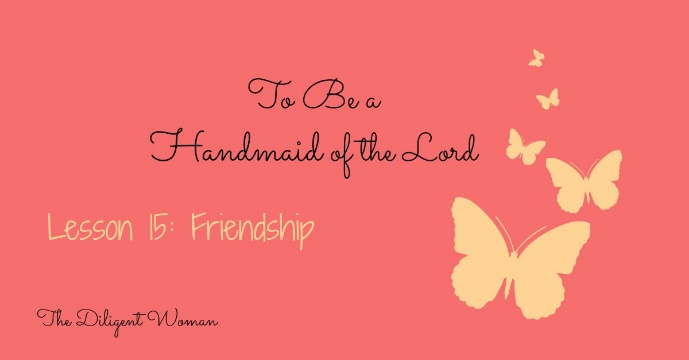 To Be a
Handmaid of the Lord
Lesson 15: Friendship
The Diligent Woman